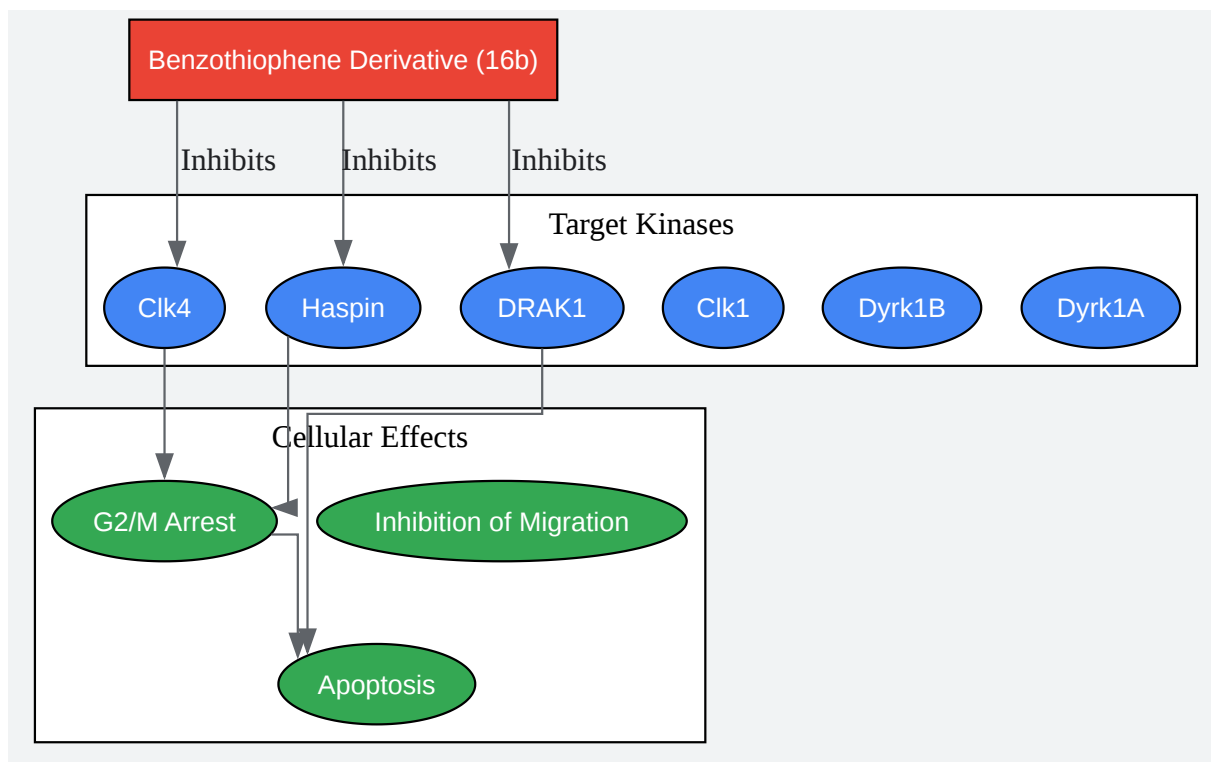 Benzothiophene Derivative (16b)
Inhibits
Inhibits
Inhibits
Target Kinases
Clk4
Haspin
DRAK1
Clk1
Dyrk1B
Dyrk1A
Cellular Effects
G2/M Arrest
Inhibition of Migration
Apoptosis